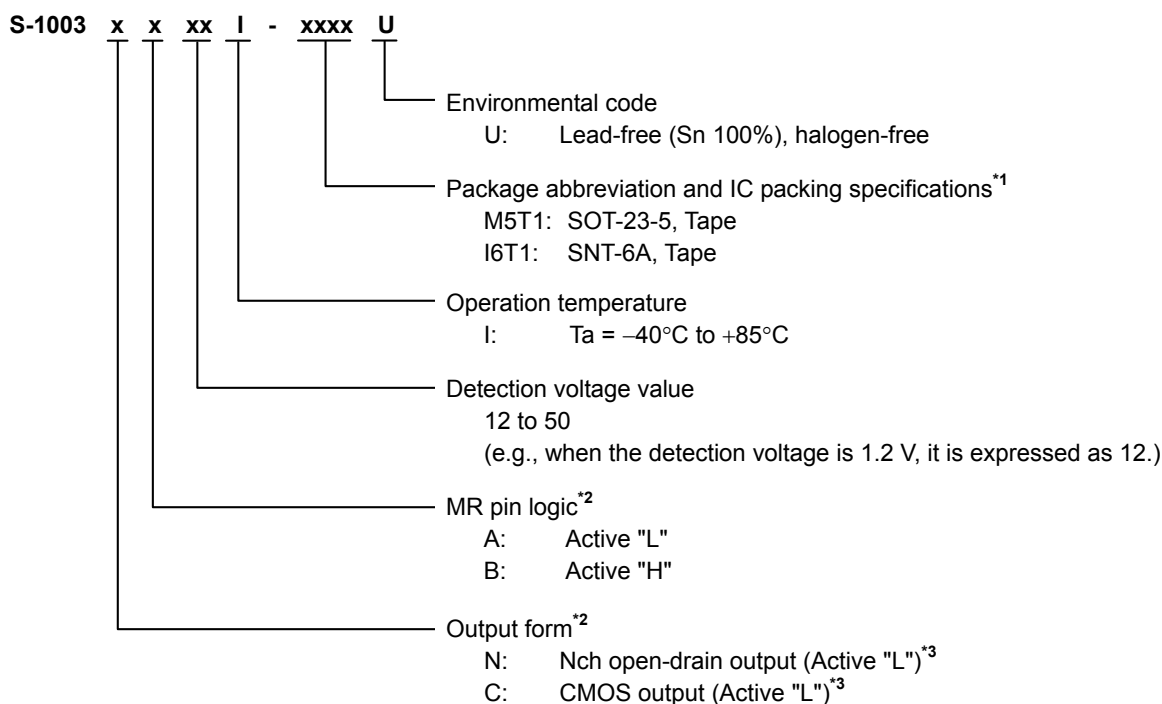 S-1003 x x xx I - xxxx U
Environmental code
U: Lead-free (Sn 100%), halogen-free
Package abbreviation and IC packing specifications*1
M5T1: SOT-23-5, Tape
I6T1: SNT-6A, Tape
Operation temperature
I: Ta = −40°C to +85°C
Detection voltage value
12 to 50
(e.g., when the detection voltage is 1.2 V, it is expressed as 12.)
MR pin logic*2
A: Active "L"
B: Active "H"
Output form*2
N: Nch open-drain output (Active "L")*3
C: CMOS output (Active "L")*3